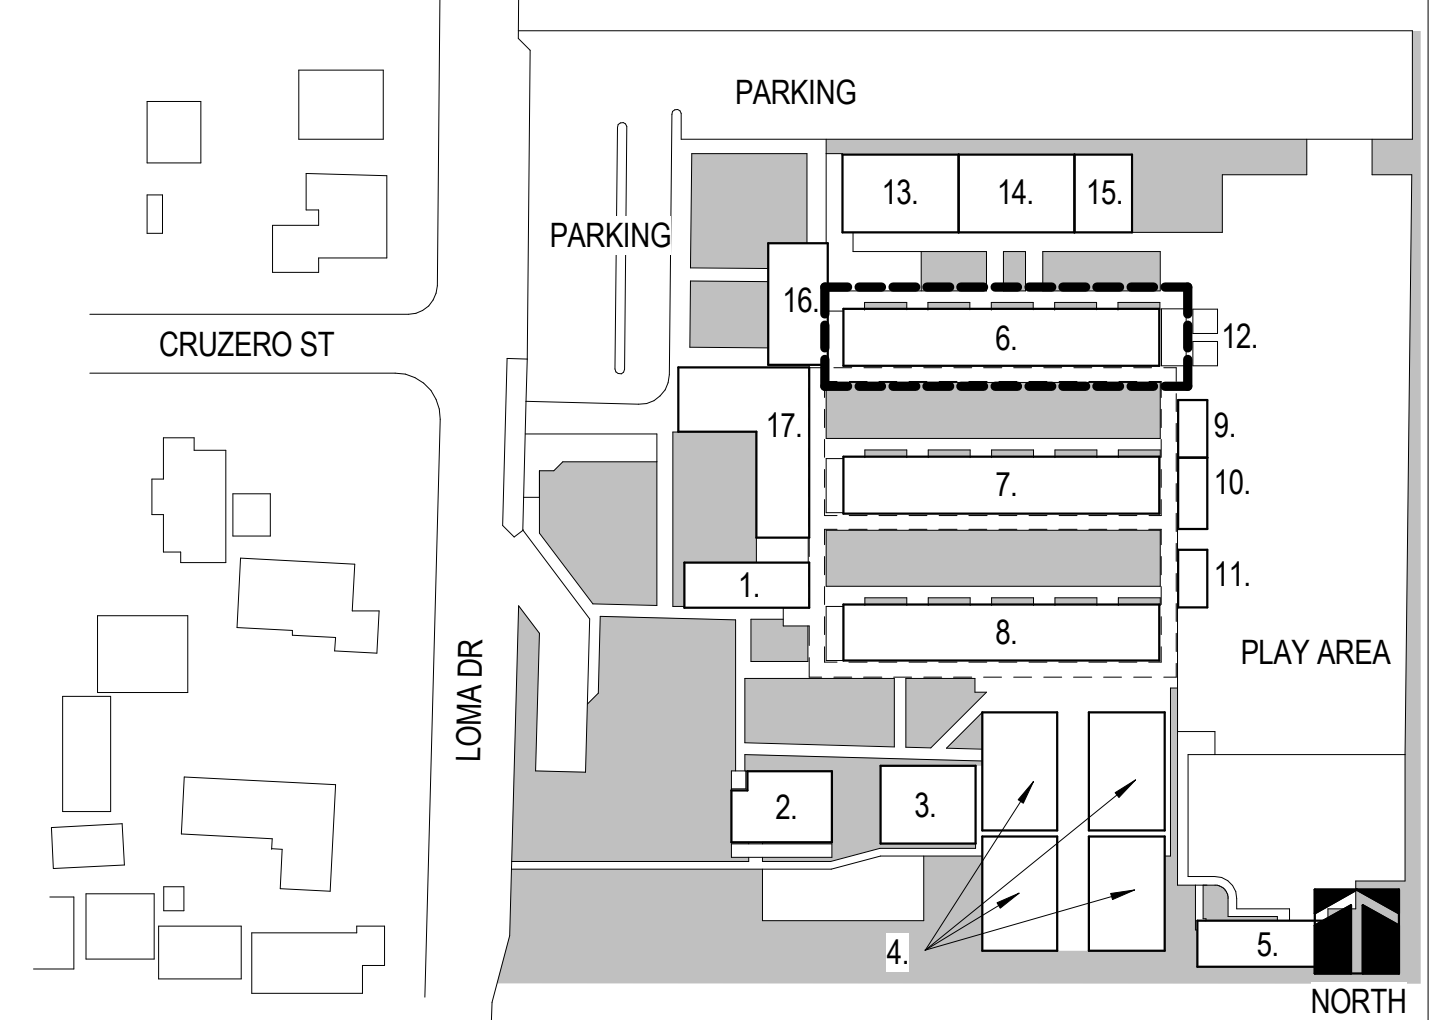 PARKING
13.
14.
15.
PARKING
16.
6.
12.
CRUZERO ST
17.
9.
7.
10.
1.
11.
8.
PLAY AREA
LOMA DR
2.
3.
4.
5.
NORTH